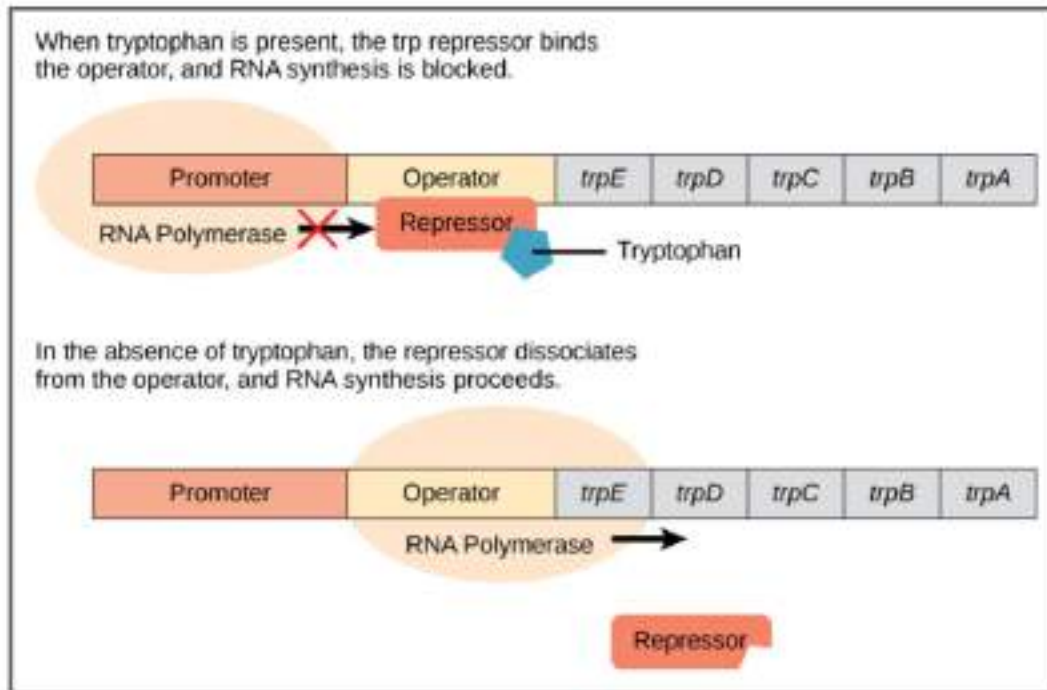 When tryptophan is present, the trp repressor binds
the operator, and RNA synthesis is blocked.
Promoter Operator trpE trpD trpC trpB trpA
RNA Polymerase Repressor
Tryptophan
In the absence of tryptophan, the repressor dissociates
from the operator, and RNA synthesis proceeds.
Promoter Operator trpE trpD trpC trpB trpA
RNA Polymerase
Repressor